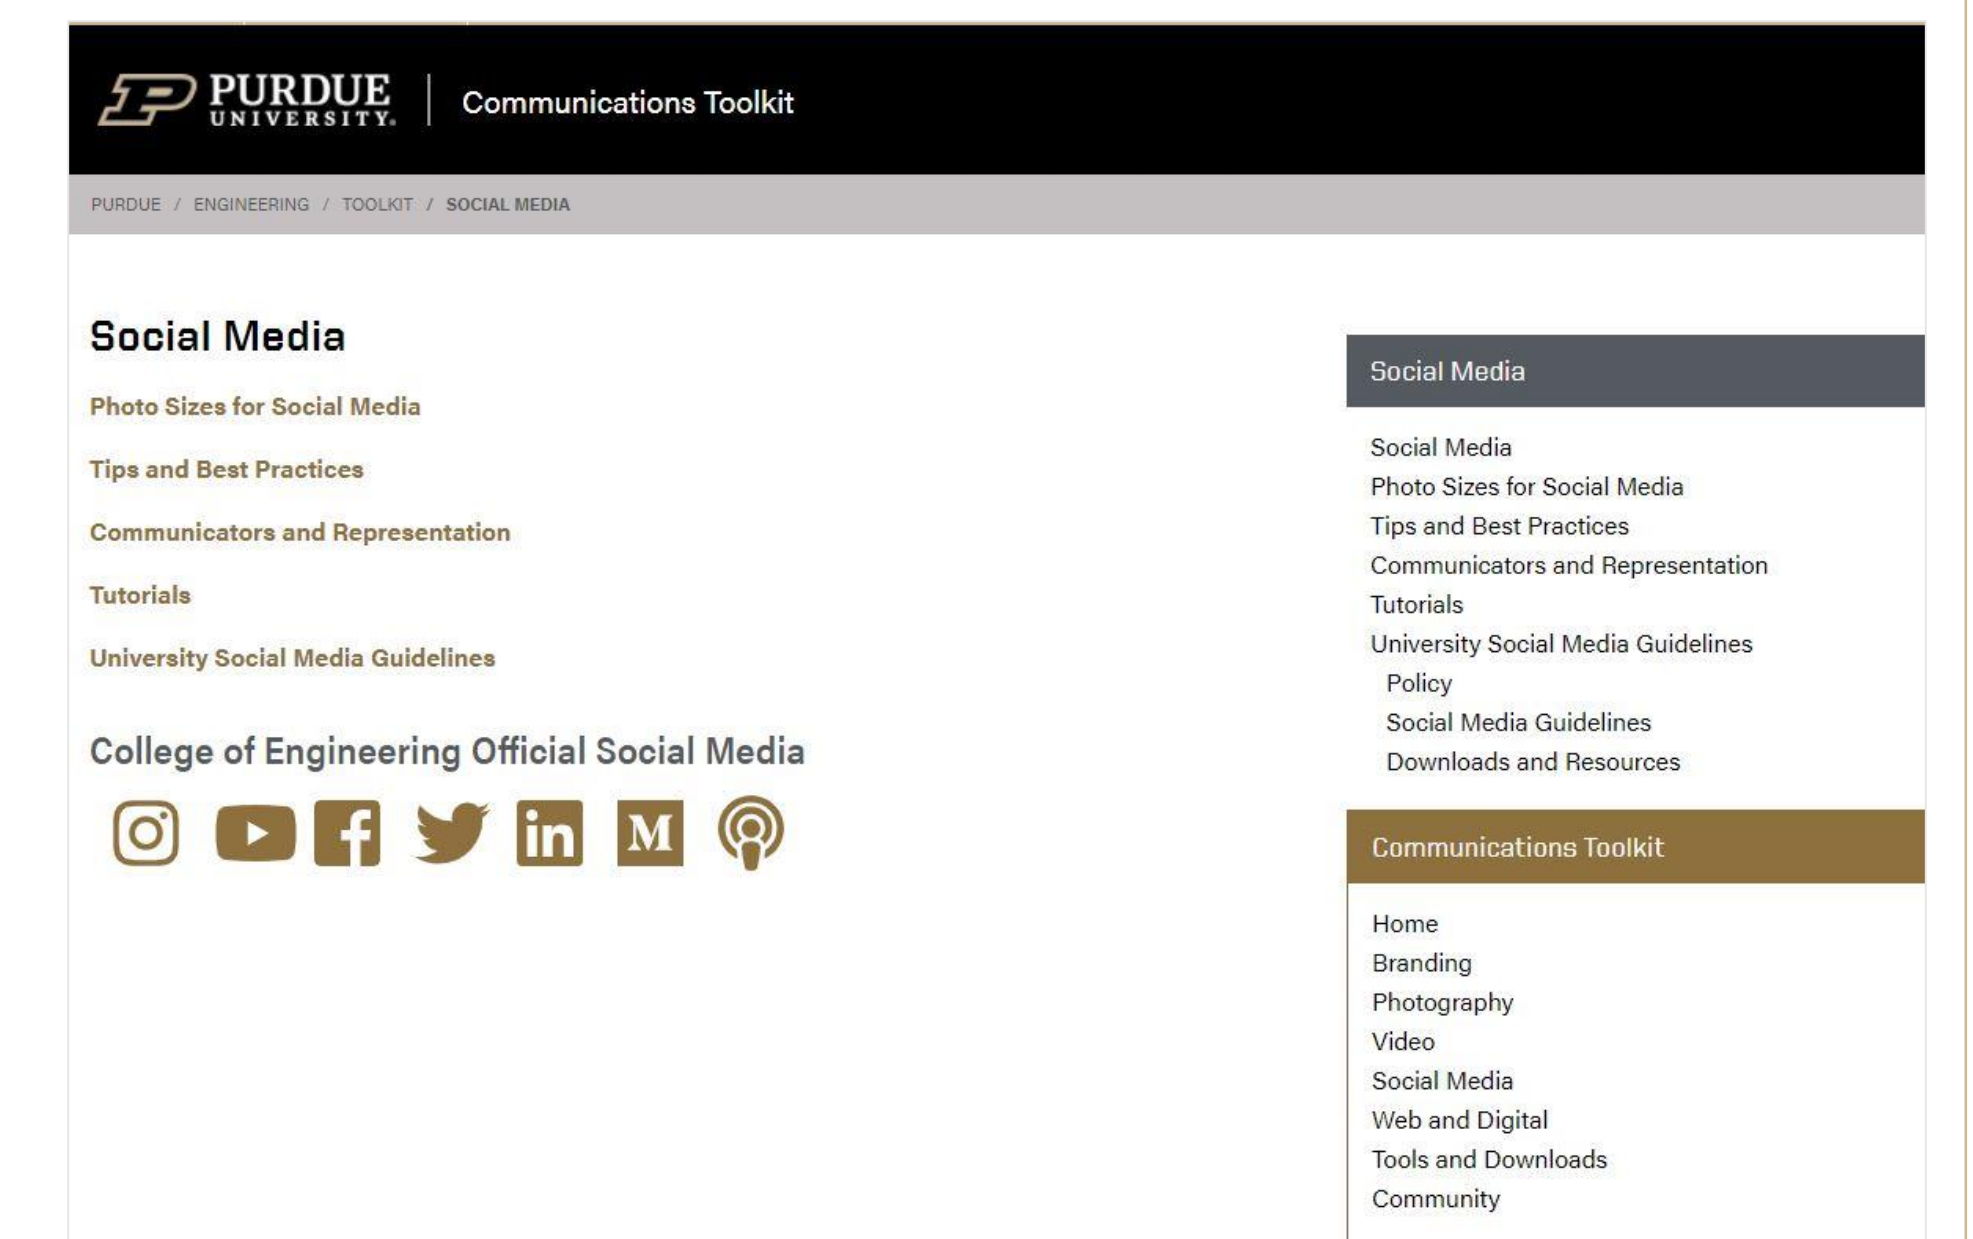 PURDUE
UNIVERSITY.
Communications Toolkit
PURDUE / ENGINEERING / TOOLKIT / SOCIAL MEDIA
Social Media
Photo Sizes for Social Media
Tips and Best Practices
Communicators and Representation
Tutorials
University Social Media Guidelines
College of Engineering Official Social Media
Social Media
Social Media
Photo Sizes for Social Media
Tips and Best Practices
Communicators and Representation
Tutorials
University Social Media Guidelines
Policy
Social Media Guidelines
Downloads and Resources
Communications Toolkit
Home
Branding
Photography
Video
Social Media
Web and Digital
Tools and Downloads
Community